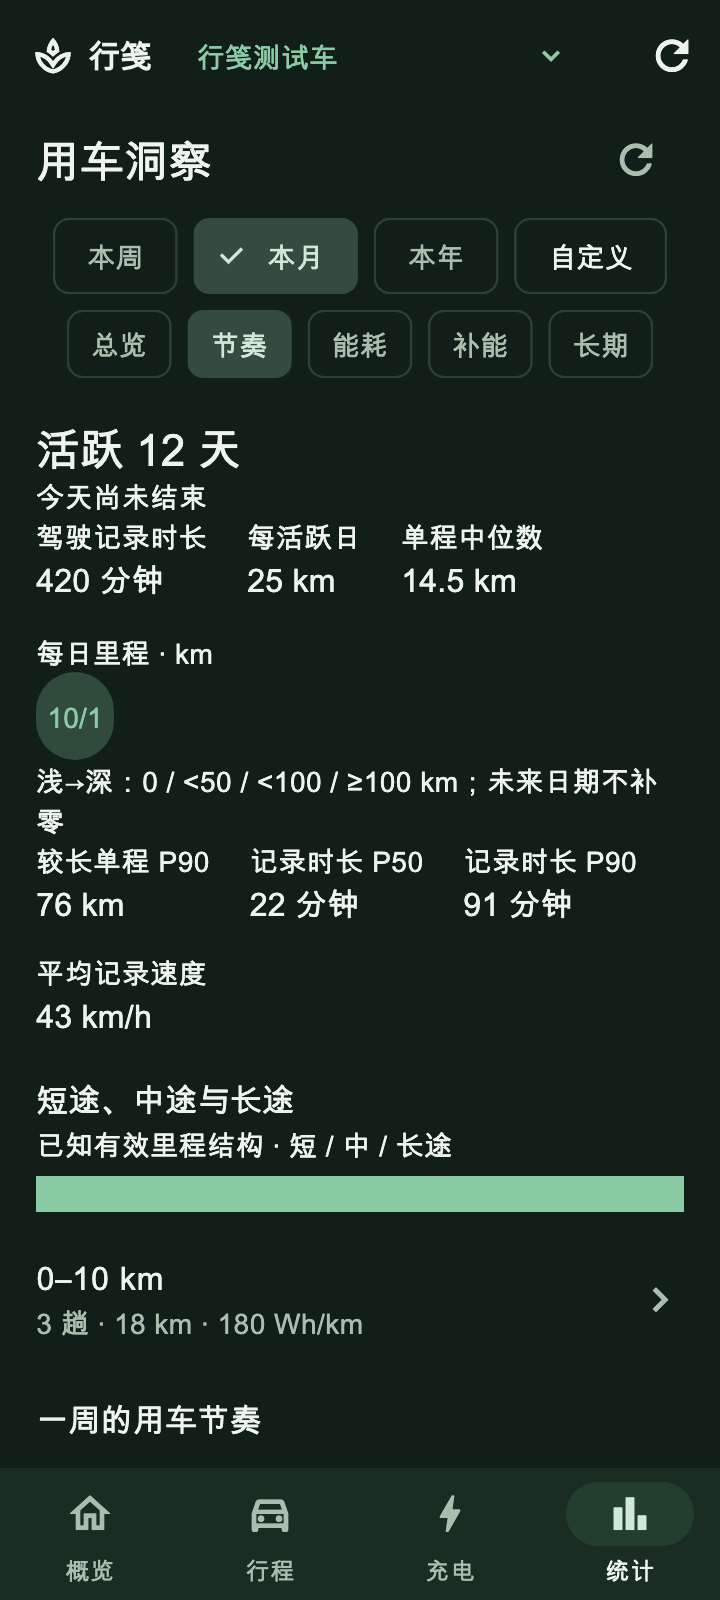 行笺 行笺测试车
用车洞察
本周 本月 本年 自定义
总览 节奏 能耗 补能 长期
活跃 12 天
今天尚未结束
驾驶记录时长 每活跃日 单程中位数
420 分钟 25 km 14.5 km
每日里程 · km
10/1
浅→深：0 / <50 / <100 / ≥100 km；未来日期不补
零
较长单程 P90 记录时长 P50 记录时长 P90
76 km 22 分钟 91 分钟
平均记录速度
43 km/h
短途、中途与长途
已知有效里程结构 · 短 / 中 / 长途
0–10 km
3 趟 · 18 km · 180 Wh/km
一周的用车节奏
概览 行程 充电 统计